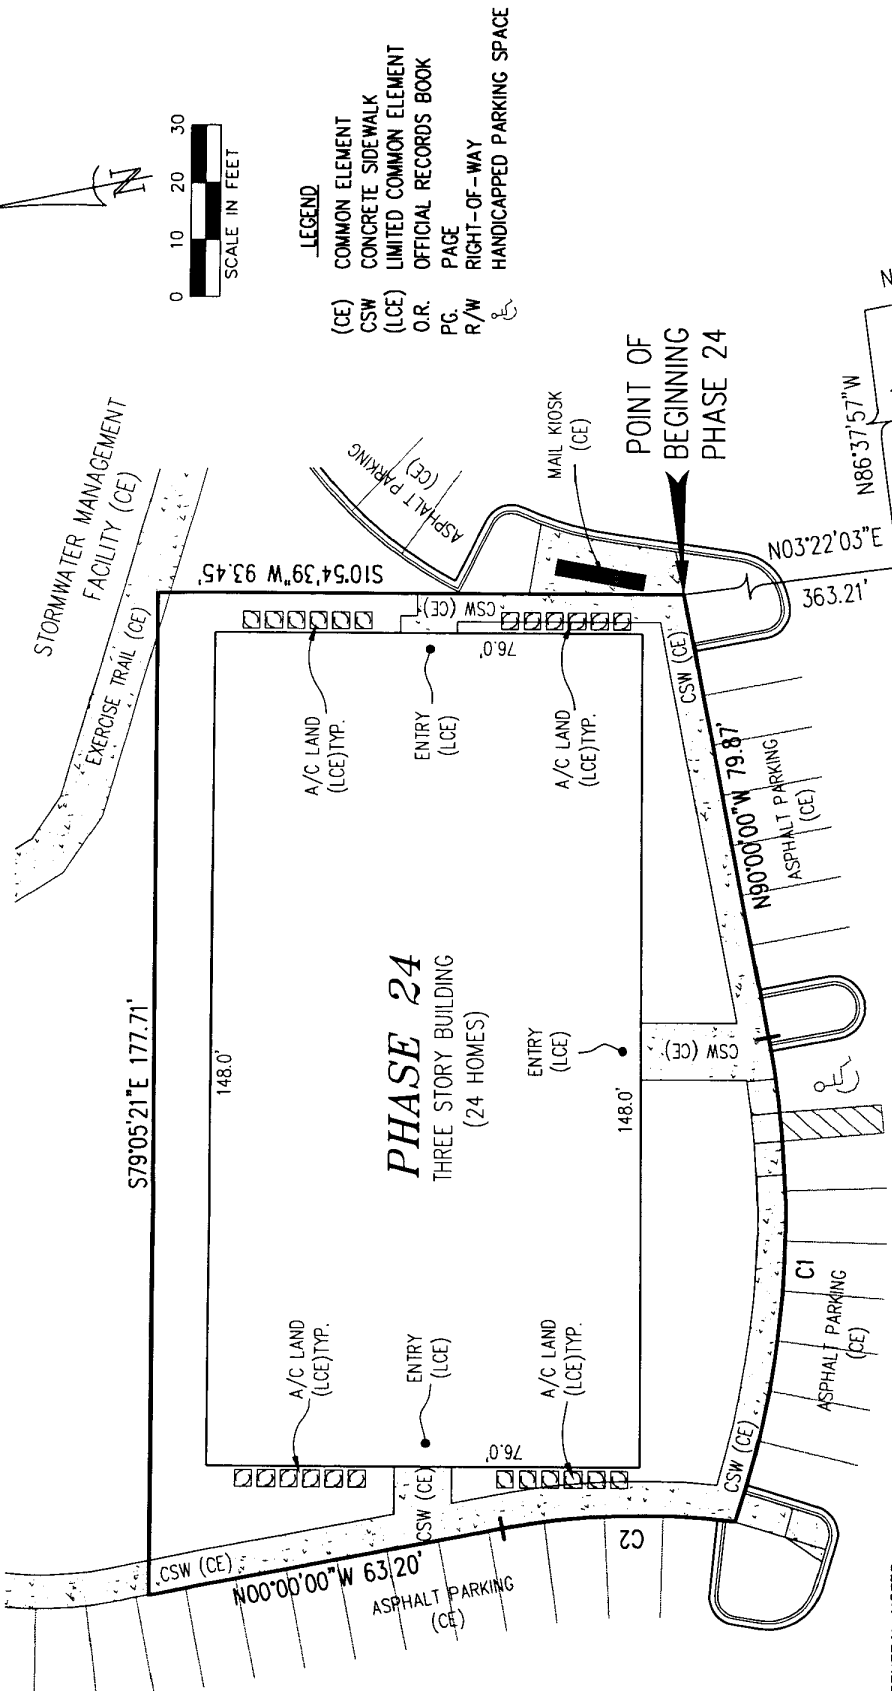 N
0 10 20 30
SCALE IN FEET
LEGEND
(CE) COMMON ELEMENT
CSW CONCRETE SIDEWALK
(LCE) LIMITED COMMON ELEMENT
O.R. OFFICIAL RECORDS BOOK
PG. PAGE
R/W RIGHT-OF-WAY
HANDICAPPED PARKING SPACE
STORMWATER MANAGEMENT
FACILITY (CE)
EXERCISE TRAIL (CE)
ASPHALT PARKING
(CE)
MAIL KIOSK
(CE)
POINT OF
BEGINNING
PHASE 24
N86°37'57"W
N
N03°22'03"E
363.21'
S10°54'39"W 93.45'
CSW (CE)
76.0'
A/C LAND
(LCE)TYP.
ENTRY
(LCE)
A/C LAND
(LCE)TYP.
CSW (CE)
N90°00'00"W 79.87'
ASPHALT PARKING
(CE)
S79°05'21"E 177.71'
148.0'
PHASE 24
THREE STORY BUILDING
(24 HOMES)
ENTRY
(LCE)
148.0'
CSW (CE)
C1
ASPHALT PARKING
(CE)
A/C LAND
(LCE)TYP.
ENTRY
(LCE)
A/C LAND
(LCE)TYP.
76.0'
CSW (CE)
CSW (CE)
C2
CSW (CE)
N00°00'00"W 63.20'
ASPHALT PARKING
(CE)